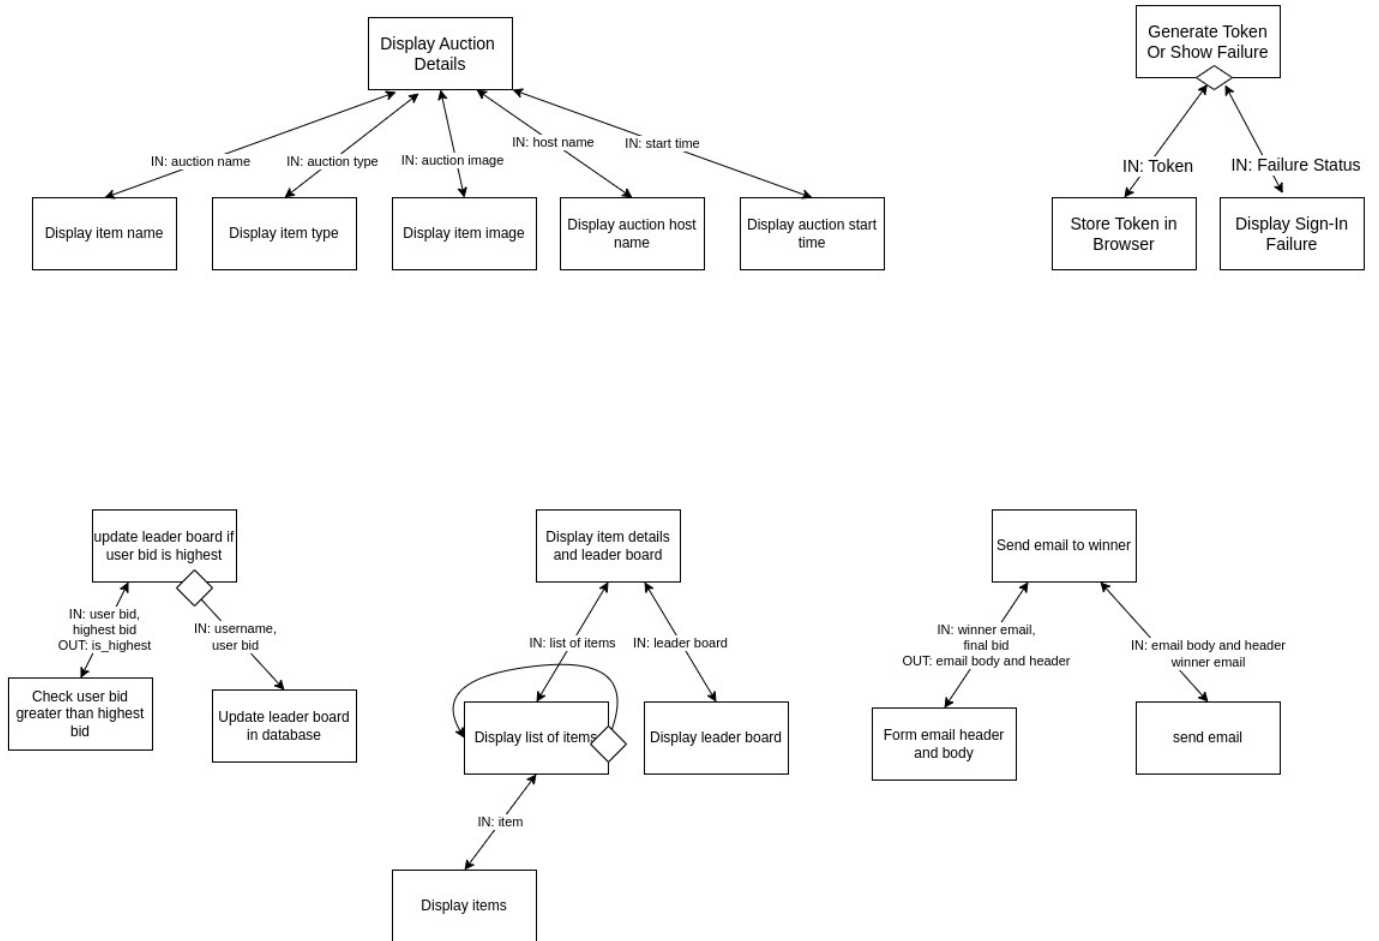 Display Auction
Details
Generate Token
Or Show Failure
IN: auction name
IN: auction type
IN: auction image
IN: host name
IN: start time
IN: Token
IN: Failure Status
Display item name
Display item type
Display item image
Display auction host
name
Display auction start
time
Store Token in
Browser
Display Sign-In
Failure
update leader board if
user bid is highest
Display item details
and leader board
Send email to winner
IN: user bid,
highest bid
OUT: is_highest
IN: username,
user bid
IN: list of items
IN: leader board
IN: winner email,
final bid
OUT: email body and header
IN: email body and header
winner email
Check user bid
greater than highest
bid
Update leader board
in database
Display list of items
Display leader board
Form email header
and body
send email
IN: item
Display items